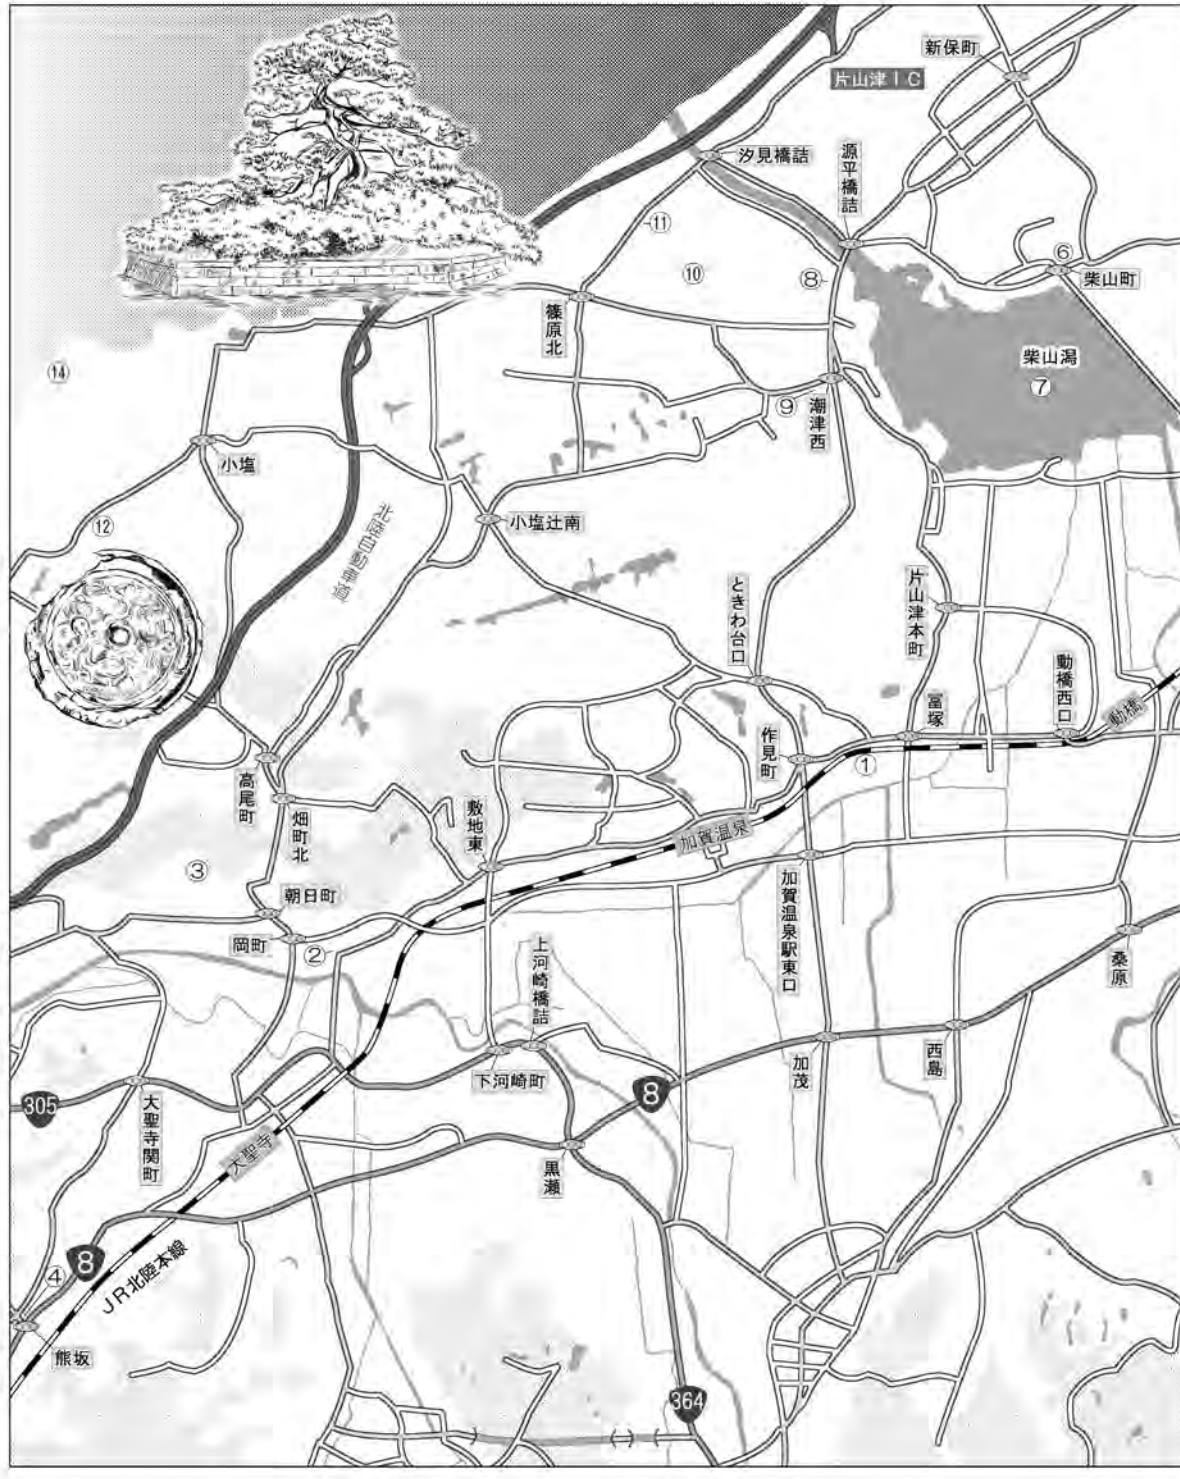 新保町
片山津IC
汐見橋詰
源平橋詰
⑪
⑩
⑧
⑥
柴山町
篠原北
柴山潟
⑦
⑭
⑨
潮津西
小塩
⑫
小塩辻南
北陸自動車道
ときわ台口
片山津本町
動橋西口
動橋
富塚
作見町
①
高尾町
畑町北
敷地東
加賀温泉
③
朝日町
加賀温泉駅東口
岡町
②
上河崎橋詰
桑原
下河崎町
加茂
西島
8
305
大聖寺関町
大聖寺
黒瀬
8
④
JR北陸本線
熊坂
364